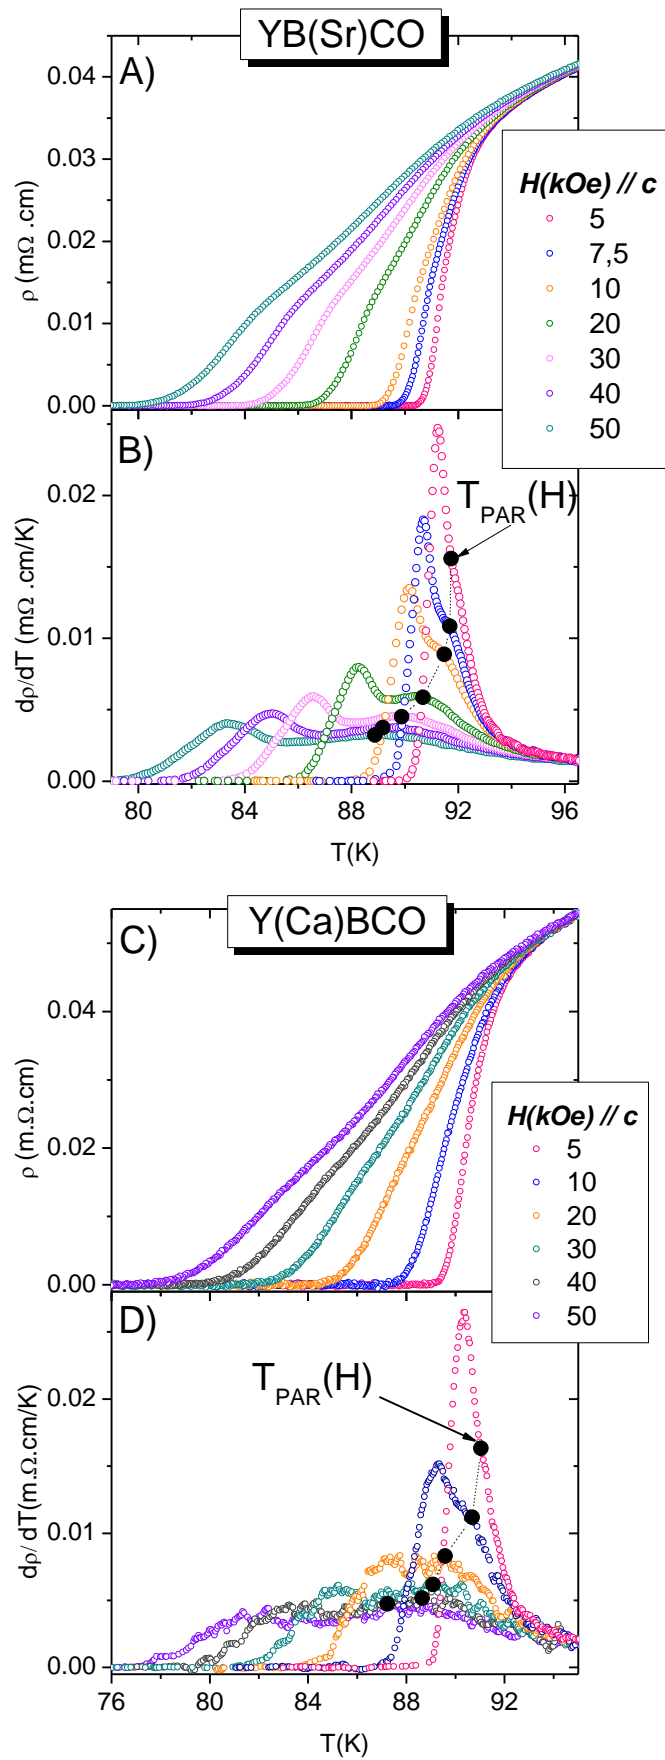 YB(Sr)CO
A)
0.04
0.03
0.02
0.01
0.00
ρ (mΩ .cm)
H(kOe) // c
5
7,5
10
20
30
40
50
B)
T_PAR(H)
0.02
0.01
0.00
dρ/dT (mΩ .cm/K)
80 84 88 92 96
T(K)
Y(Ca)BCO
C)
0.04
0.02
0.00
ρ (m.Ω.cm)
H(kOe) // c
5
10
20
30
40
50
D)
T_PAR(H)
0.02
0.01
0.00
dρ/ dT(m.Ω.cm/K)
76 80 84 88 92
T(K)